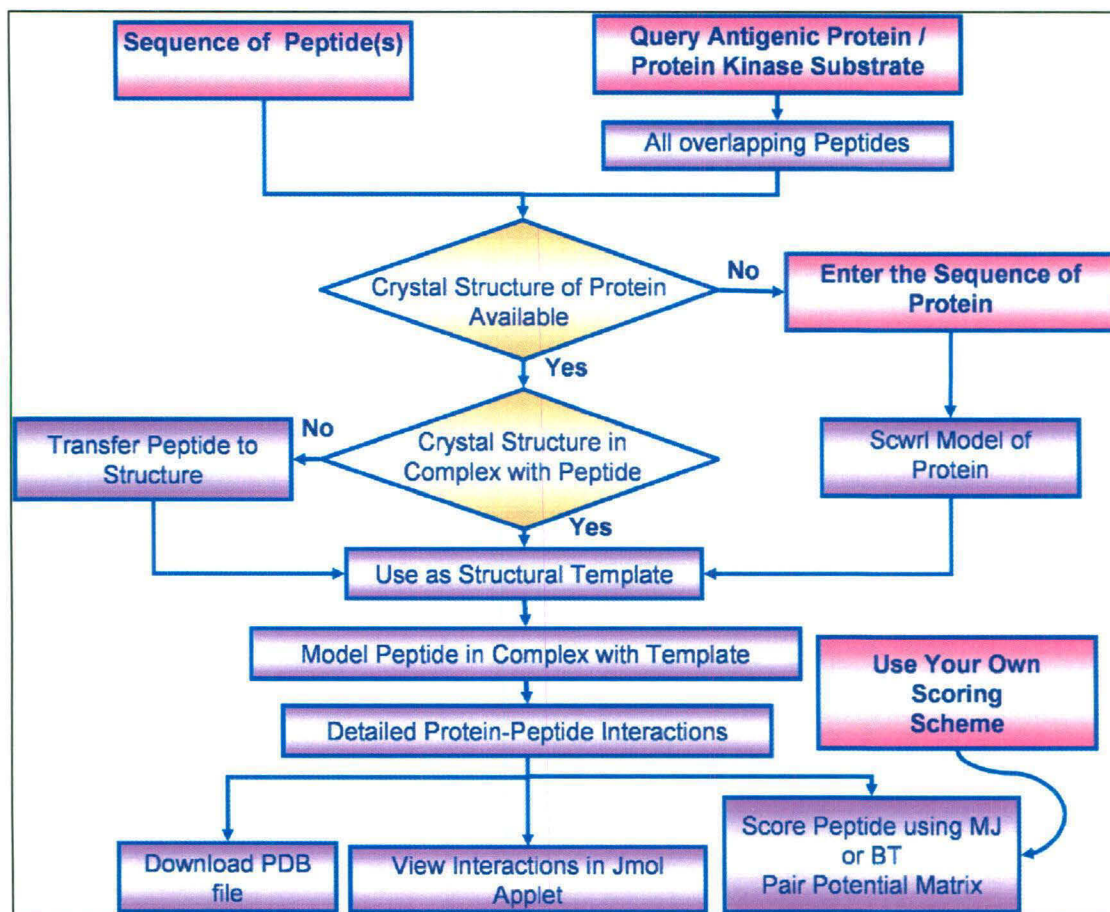 Sequence of Peptide(s)
Query Antigenic Protein /
Protein Kinase Substrate
All overlapping Peptides
Crystal Structure of Protein
Available
No
Enter the Sequence of
Protein
Yes
Transfer Peptide to
Structure
No
Crystal Structure in
Complex with Peptide
Scwrl Model of
Protein
Yes
Use as Structural Template
Model Peptide in Complex with Template
Use Your Own
Scoring
Scheme
Detailed Protein-Peptide Interactions
Download PDB
file
View Interactions in Jmol
Applet
Score Peptide using MJ
or BT
Pair Potential Matrix